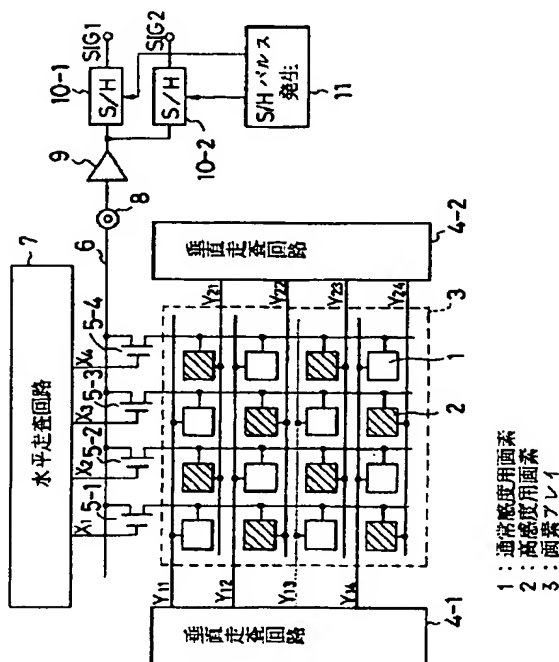 7
水平走査回路
6
8
9
10-1
S/H
SIG1
S/H
SIG2
10-2
S/Hパルス
発生
11
X1
5-1
X2
5-2
X3
5-3
X4
5-4
垂直走査回路
4-1
垂直走査回路
4-2
Y11
Y12
Y13
Y14
Y21
Y22
Y23
Y24
3
1
2
1：通常感度用画素
2：高感度用画素
3：画素アレイ